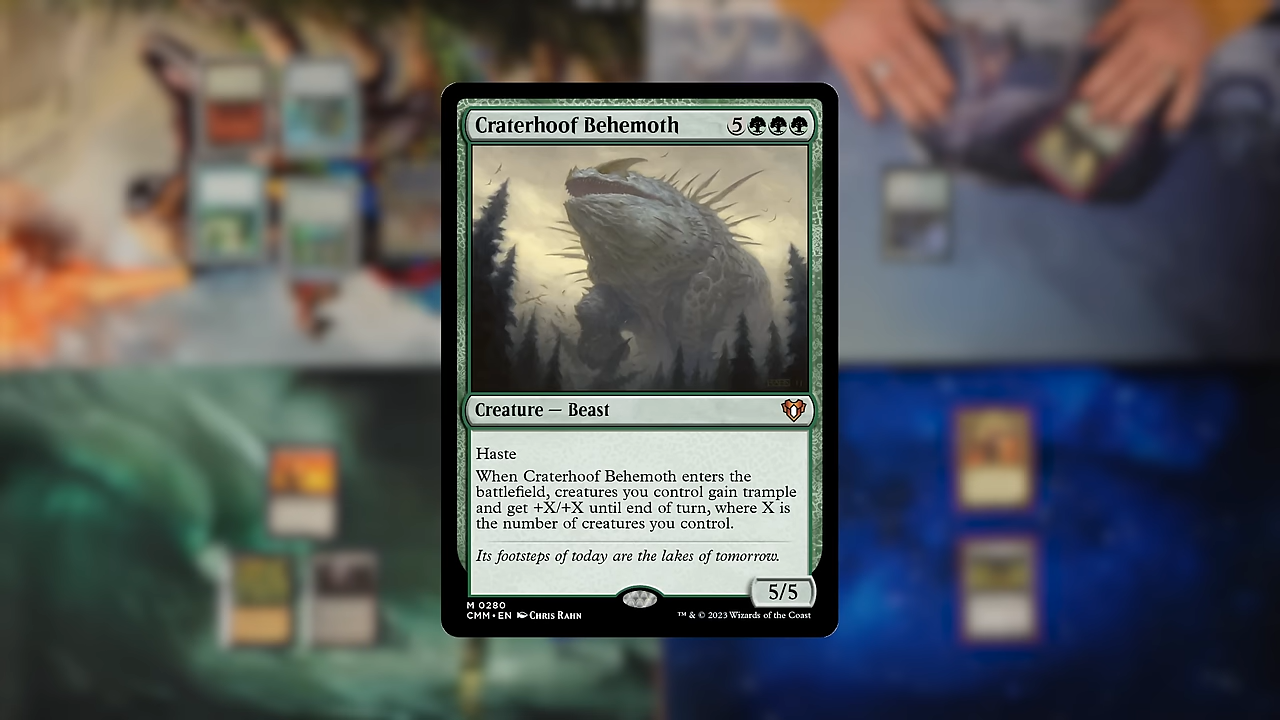 Craterhoof Behemoth 5
Creature — Beast
Haste
When Craterhoof Behemoth enters the
battlefield, creatures you control gain trample
and get +X/+X until end of turn, where X is
the number of creatures you control.
Its footsteps of today are the lakes of tomorrow.
5/5
M 0280
CMM • EN Chris Rahn
™ & © 2023 Wizards of the Coast